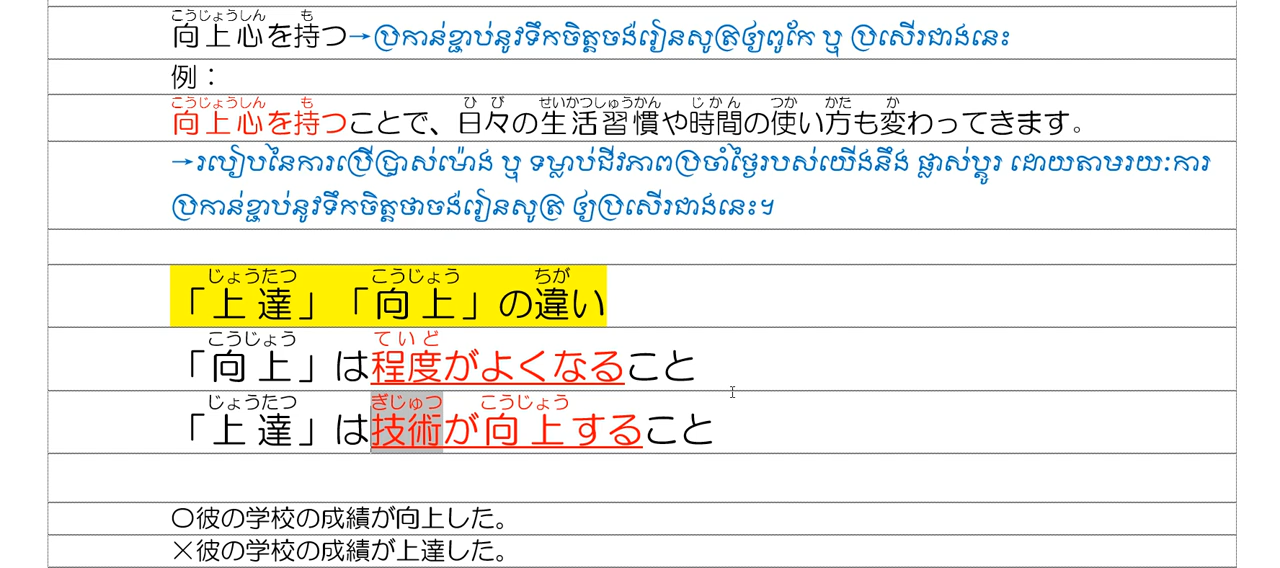 こうじょうしん も
向上心を持つ→ប្រកាន់ខ្ជាប់នូវទឹកចិត្តចង់រៀនសូត្រឲ្យពូកែ ឬ ប្រសើរជាងនេះ
例：
こうじょうしん も ひび せいかつしゅうかん じかん つか かた か
向上心を持つことで、日々の生活習慣や時間の使い方も変わってきます。
→របៀបនៃការប្រើប្រាស់ម៉ោង ឬ ទម្លាប់ជីវភាពប្រចាំថ្ងៃរបស់យើងនឹង ផ្លាស់ប្តូរ ដោយតាមរយៈការ
ប្រកាន់ខ្ជាប់នូវទឹកចិត្តថាចង់រៀនសូត្រ ឲ្យប្រសើរជាងនេះ។
じょうたつ こうじょう ちが
「上達」「向上」の違い
こうじょう ていど
「向上」は程度がよくなること
じょうたつ ぎじゅつ こうじょう
「上達」は技術が向上すること
〇彼の学校の成績が向上した。
×彼の学校の成績が上達した。